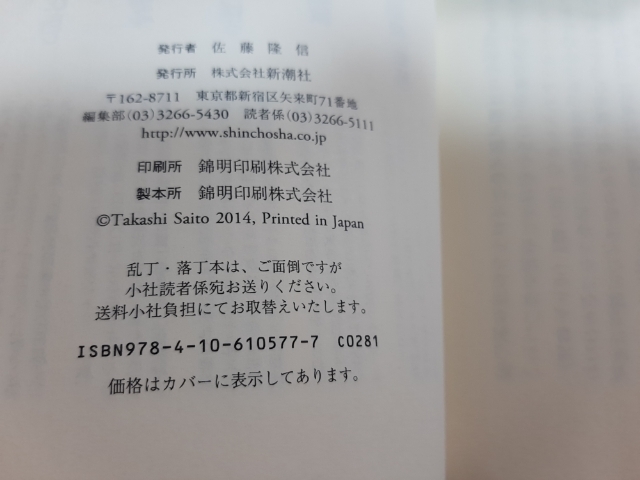 発行者 佐藤隆信
発行所 株式会社新潮社
〒162-8711 東京都新宿区矢来町71番地
編集部(03)3266-5430 読者係(03)3266-5111
http://www.shinchosha.co.jp
印刷所 錦明印刷株式会社
製本所 錦明印刷株式会社
©Takashi Saito 2014, Printed in Japan
乱丁・落丁本は、ご面倒ですが
小社読者係宛お送りください。
送料小社負担にてお取替えいたします。
ISBN978-4-10-610577-7 C0281
価格はカバーに表示してあります。